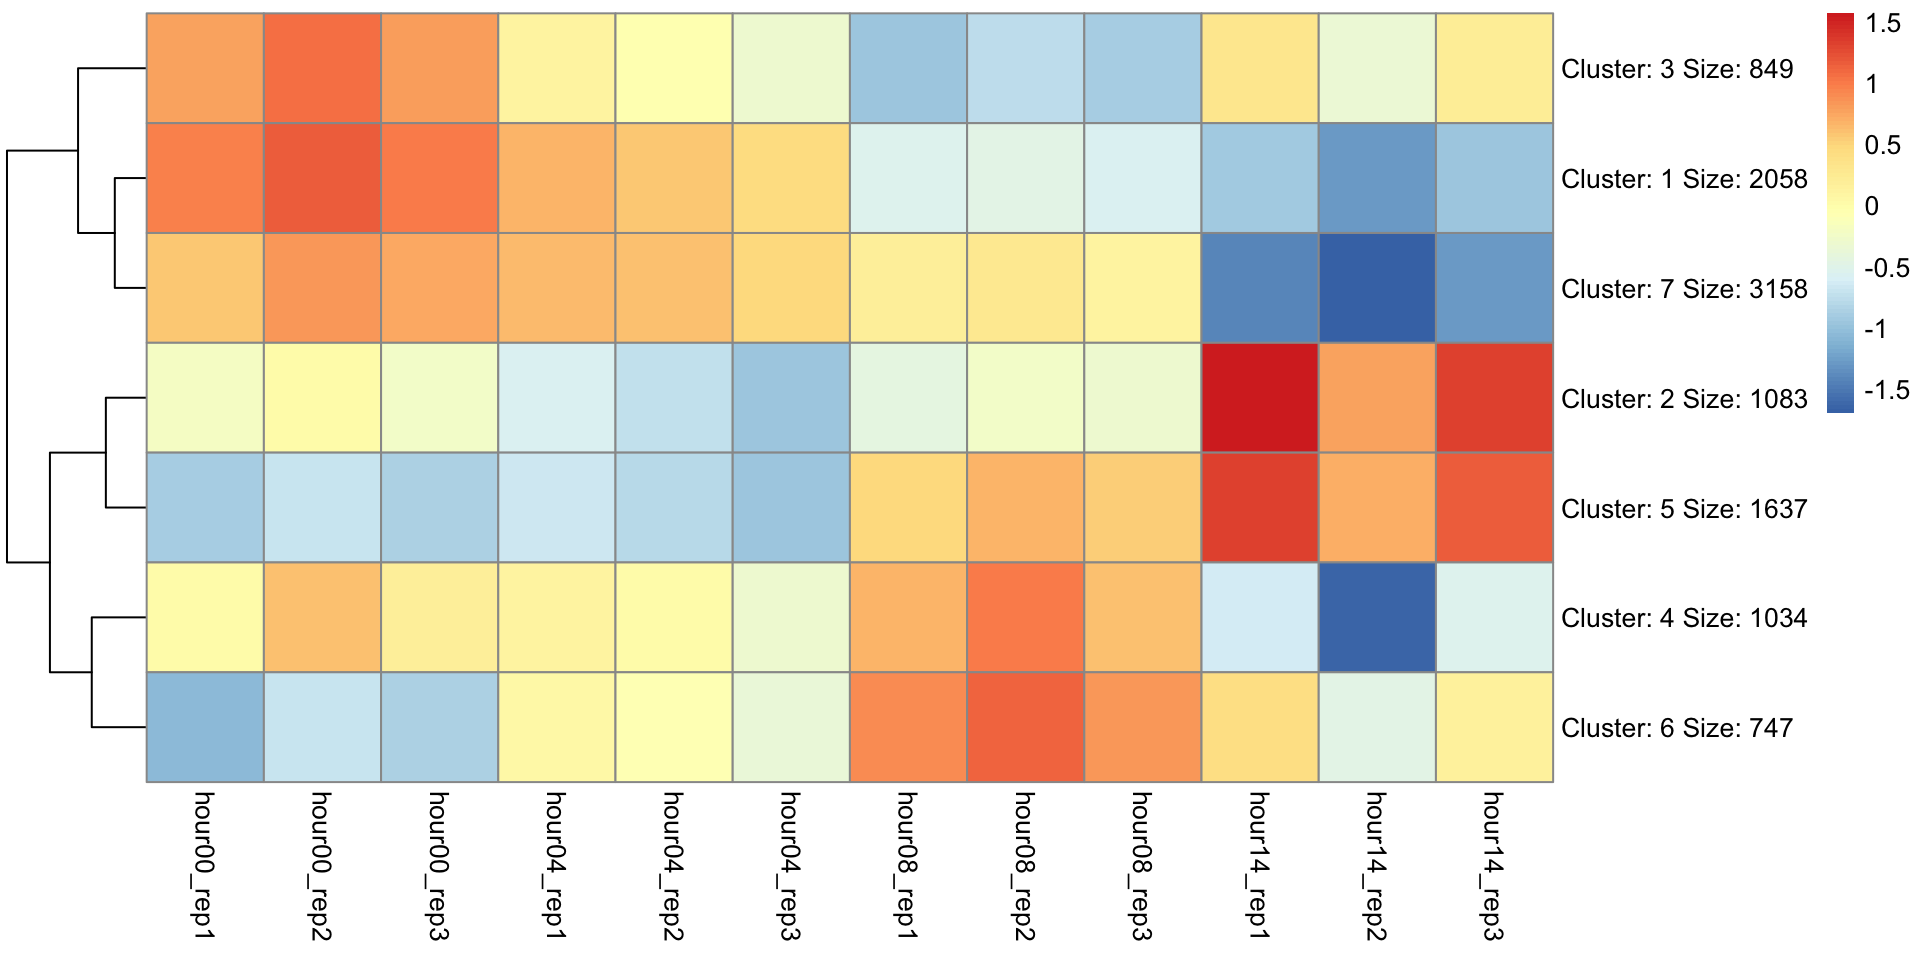 Cluster: 3 Size: 849
Cluster: 1 Size: 2058
Cluster: 7 Size: 3158
Cluster: 2 Size: 1083
Cluster: 5 Size: 1637
Cluster: 4 Size: 1034
Cluster: 6 Size: 747
1.5
1
0.5
0
-0.5
-1
-1.5
hour00_rep1
hour00_rep2
hour00_rep3
hour04_rep1
hour04_rep2
hour04_rep3
hour08_rep1
hour08_rep2
hour08_rep3
hour14_rep1
hour14_rep2
hour14_rep3